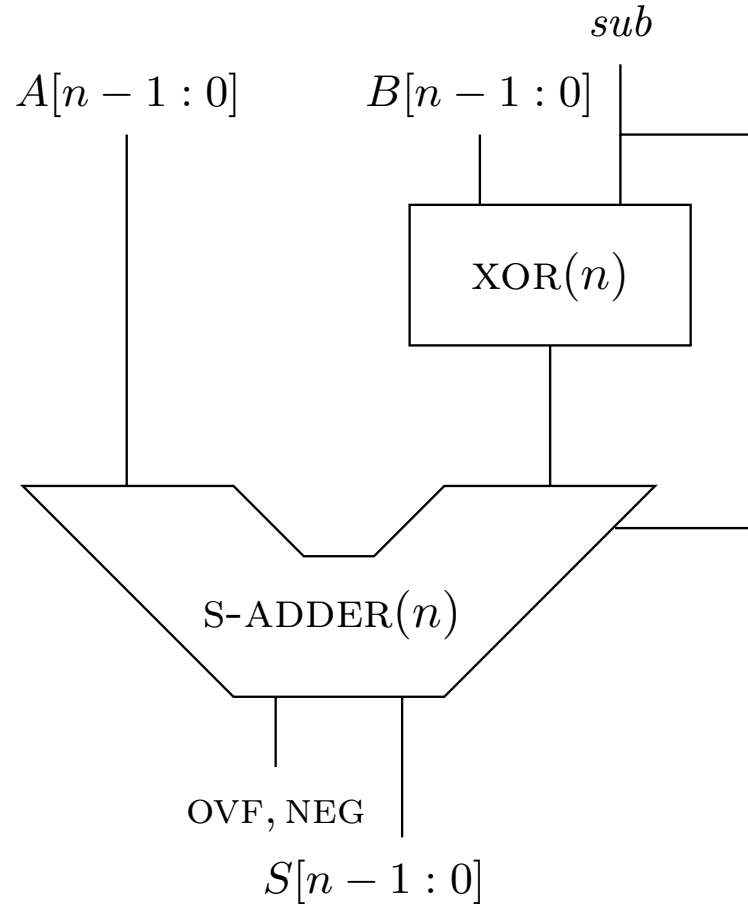 sub
A[n − 1 : 0]
B[n − 1 : 0]
XOR(n)
S-ADDER(n)
OVF, NEG
S[n − 1 : 0]